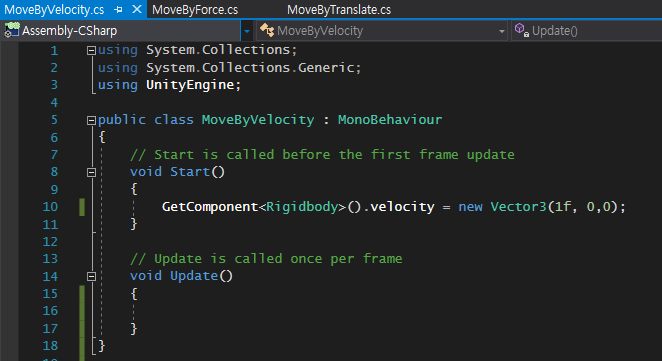 MoveByVelocity.cs MoveByForce.cs MoveByTranslate.cs
Assembly-CSharp MoveByVelocity Update()
1 using System.Collections;
2 using System.Collections.Generic;
3 using UnityEngine;
4
5 public class MoveByVelocity : MonoBehaviour
6 {
7 // Start is called before the first frame update
8 void Start()
9 {
10 GetComponent<Rigidbody>().velocity = new Vector3(1f, 0,0);
11 }
12
13 // Update is called once per frame
14 void Update()
15 {
16
17 }
18 }